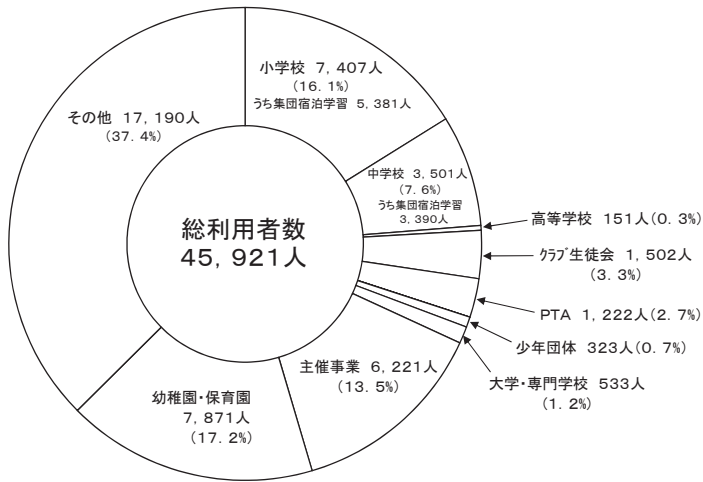 小学校 7,407人
(16.1%)
うち集団宿泊学習 5,381人
中学校 3,501人
(7.6%)
うち集団宿泊学習
3,390人
高等学校 151人(0.3%)
クラブ生徒会 1,502人
(3.3%)
PTA 1,222人(2.7%)
少年団体 323人(0.7%)
大学・専門学校 533人
(1.2%)
主催事業 6,221人
(13.5%)
幼稚園・保育園
7,871人
(17.2%)
その他 17,190人
(37.4%)
総利用者数
45,921人